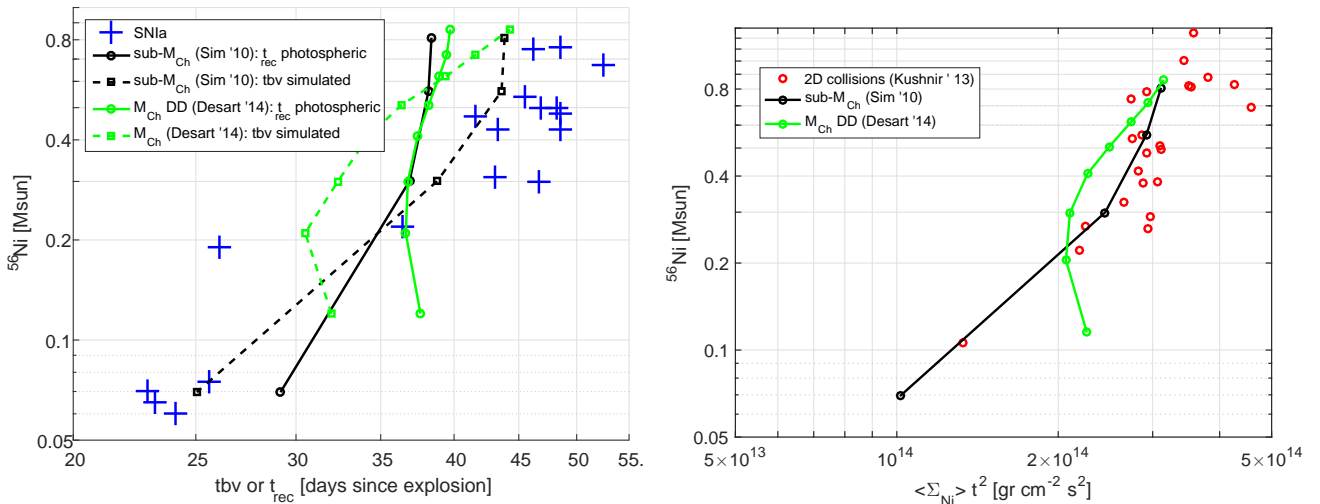 SNIa
sub-M_Ch (Sim '10): t_rec photospheric
sub-M_Ch (Sim '10): tbv simulated
M_Ch DD (Desart '14): t_rec photospheric
M_Ch (Desart '14): tbv simulated
0.8
0.4
0.2
0.1
0.05
^56Ni [Msun]
20 25 30 35 40 45 50 55.
tbv or t_rec [days since explosion]
2D collisions (Kushnir ' 13)
sub-M_Ch (Sim '10)
M_Ch DD (Desart '14)
0.8
0.4
0.2
0.1
0.05
^56Ni [Msun]
5×10^13 10^14 2×10^14 5×10^14
<Σ_Ni> t^2 [gr cm^-2 s^2]